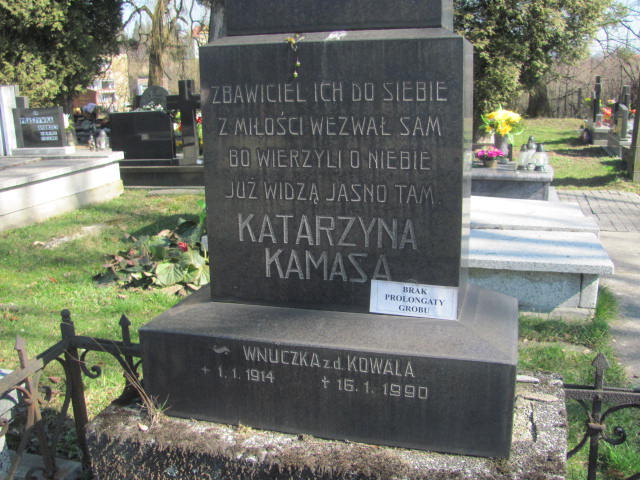 ZBAWICIEL ICH DO SIEBIE
Z MIŁOŚCI WEZWAŁ SAM
BO WIERZYLI O NIEBIE
JUŻ WIDZĄ JASNO TAM.
KATARZYNA
KAMASA
BRAK
PROLONGATY
GROBU
WNUCZKA z.d. KOWALA
+ 1.1.1914 + 16.1.1990